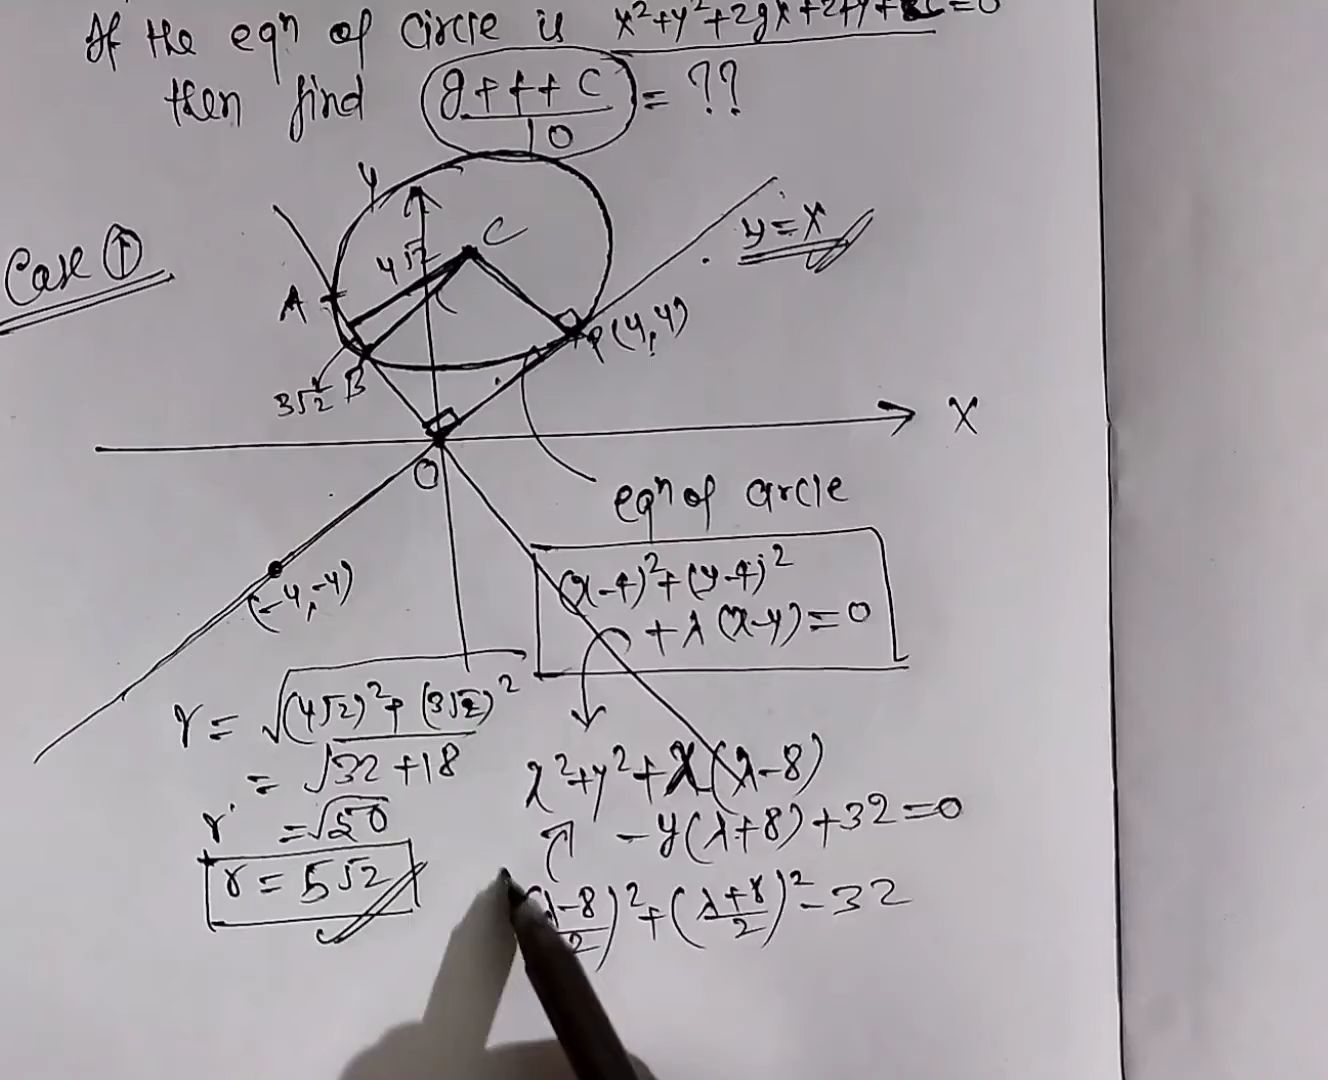 If the eqⁿ of circle is x²+y²+2gx+2fy+c=0
then find (g+f+c)/10 = ??
Case ①
Y
C
y=x
4√2
A
P(4,4)
3√2 B
X
O
eqⁿ of circle
(-4,-4)
(x-4)²+(y-4)²
+λ(x-y)=0
r = √(4√2)²+(3√2)²
= √32+18
r = √50
r = 5√2
x²+y²+x(λ-8)
-y(λ+8)+32=0
(λ-8/2)²+(λ+8/2)²-32